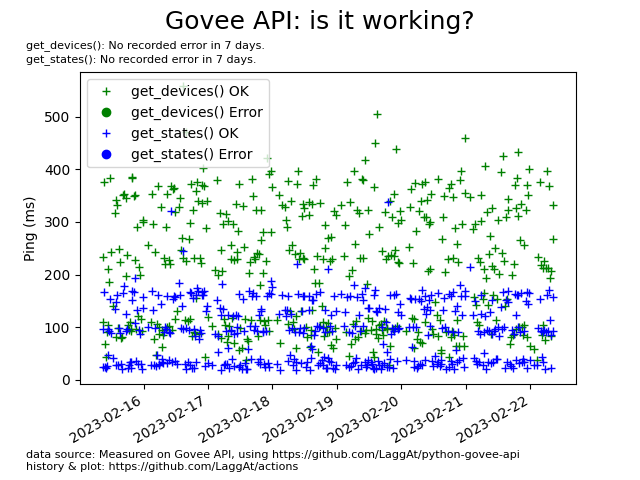 Govee API: is it working?
get_devices(): No recorded error in 7 days.
get_states(): No recorded error in 7 days.
get_devices() OK
get_devices() Error
get_states() OK
get_states() Error
Ping (ms)
500
400
300
200
100
0
2023-02-16
2023-02-17
2023-02-18
2023-02-19
2023-02-20
2023-02-21
2023-02-22
data source: Measured on Govee API, using https://github.com/LaggAt/python-govee-api
history & plot: https://github.com/LaggAt/actions